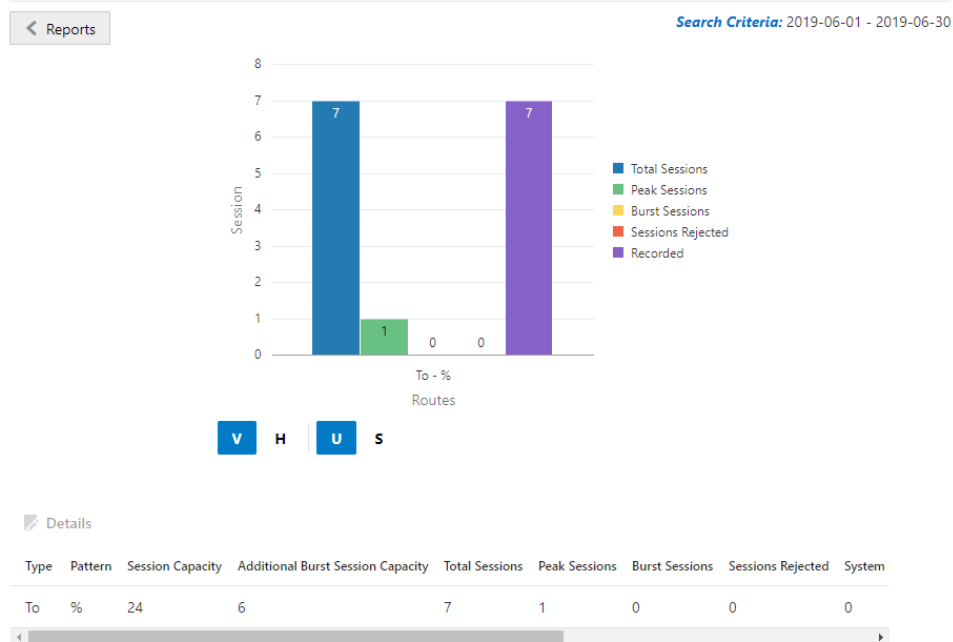 Reports
Search Criteria: 2019-06-01 - 2019-06-30
8
7
6
5
4
3
2
1
0
Session
7
1
0
0
7
To - %
Routes
Total Sessions
Peak Sessions
Burst Sessions
Sessions Rejected
Recorded
V H U S
Details
Type Pattern Session Capacity Additional Burst Session Capacity Total Sessions Peak Sessions Burst Sessions Sessions Rejected System
To % 24 6 7 1 0 0 0